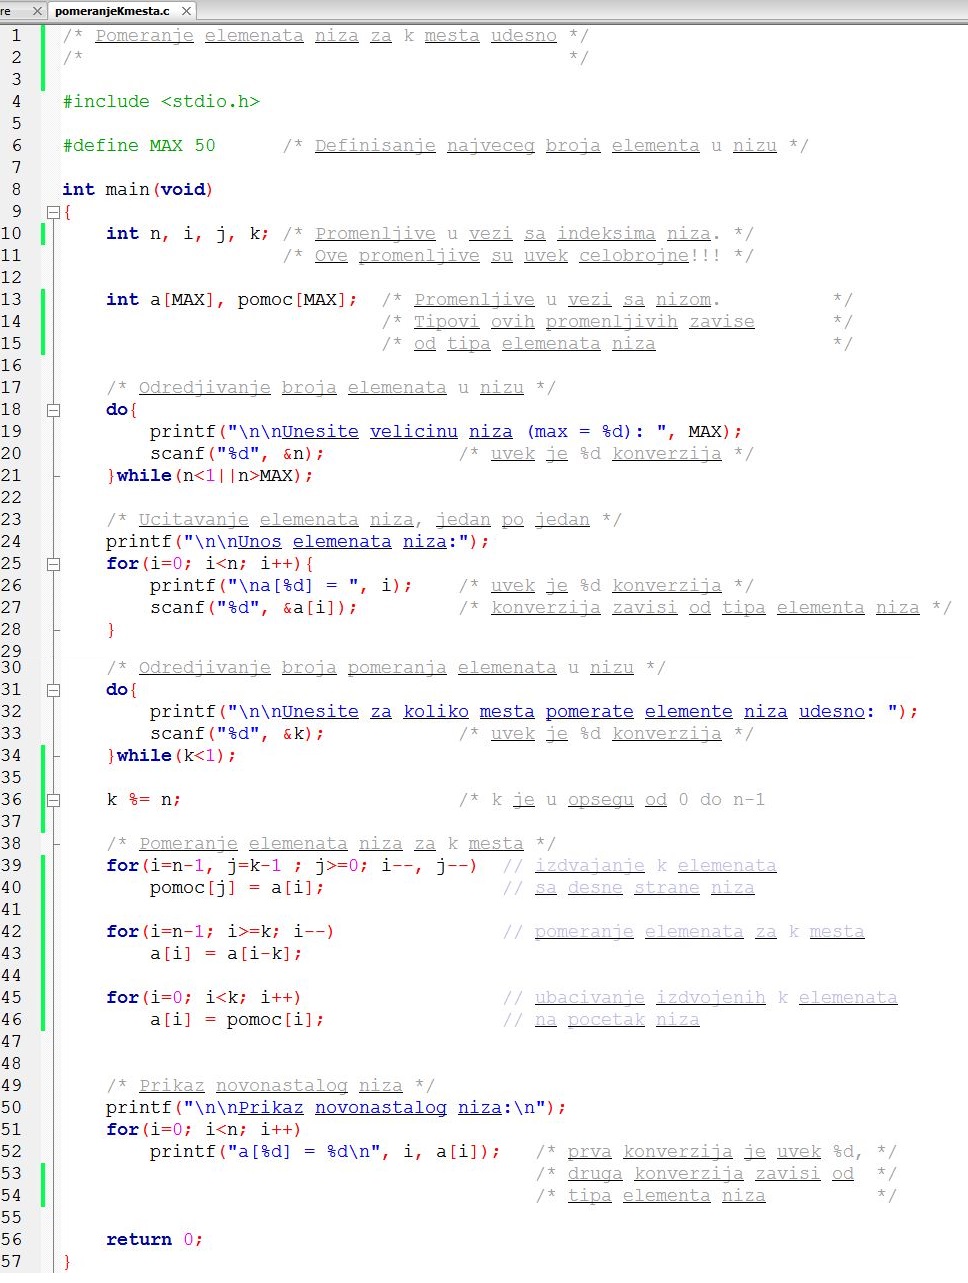 re pomeranjeKmesta.c
1 /* Pomeranje elemenata niza za k mesta udesno */
2 /* */
3
4 #include <stdio.h>
5
6 #define MAX 50 /* Definisanje najveceg broja elementa u nizu */
7
8 int main(void)
9 {
10 int n, i, j, k; /* Promenljive u vezi sa indeksima niza. */
11 /* Ove promenljive su uvek celobrojne!!! */
12
13 int a[MAX], pomoc[MAX]; /* Promenljive u vezi sa nizom. */
14 /* Tipovi ovih promenljivih zavise */
15 /* od tipa elemenata niza */
16
17 /* Odredjivanje broja elemenata u nizu */
18 do{
19 printf("\n\nUnesite velicinu niza (max = %d): ", MAX);
20 scanf("%d", &n); /* uvek je %d konverzija */
21 }while(n<1||n>MAX);
22
23 /* Ucitavanje elemenata niza, jedan po jedan */
24 printf("\n\nUnos elemenata niza:");
25 for(i=0; i<n; i++){
26 printf("\na[%d] = ", i); /* uvek je %d konverzija */
27 scanf("%d", &a[i]); /* konverzija zavisi od tipa elementa niza */
28 }
29
30 /* Odredjivanje broja pomeranja elemenata u nizu */
31 do{
32 printf("\n\nUnesite za koliko mesta pomerate elemente niza udesno: ");
33 scanf("%d", &k); /* uvek je %d konverzija */
34 }while(k<1);
35
36 k %= n; /* k je u opsegu od 0 do n-1
37
38 /* Pomeranje elemenata niza za k mesta */
39 for(i=n-1, j=k-1 ; j>=0; i--, j--) // izdvajanje k elemenata
40 pomoc[j] = a[i]; // sa desne strane niza
41
42 for(i=n-1; i>=k; i--) // pomeranje elemenata za k mesta
43 a[i] = a[i-k];
44
45 for(i=0; i<k; i++) // ubacivanje izdvojenih k elemenata
46 a[i] = pomoc[i]; // na pocetak niza
47
48
49 /* Prikaz novonastalog niza */
50 printf("\n\nPrikaz novonastalog niza:\n");
51 for(i=0; i<n; i++)
52 printf("a[%d] = %d\n", i, a[i]); /* prva konverzija je uvek %d, */
53 /* druga konverzija zavisi od */
54 /* tipa elementa niza */
55
56 return 0;
57 }